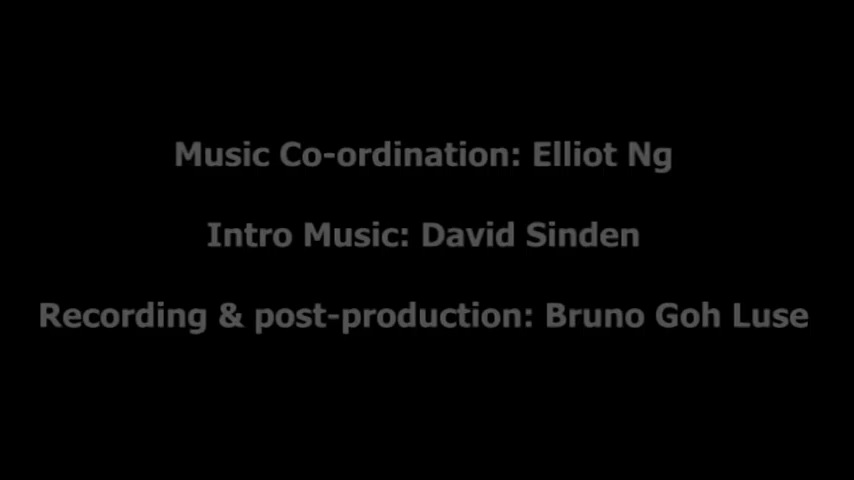 Music Co-ordination: Elliot Ng
Intro Music: David Sinden
Recording & post-production: Bruno Goh Luse